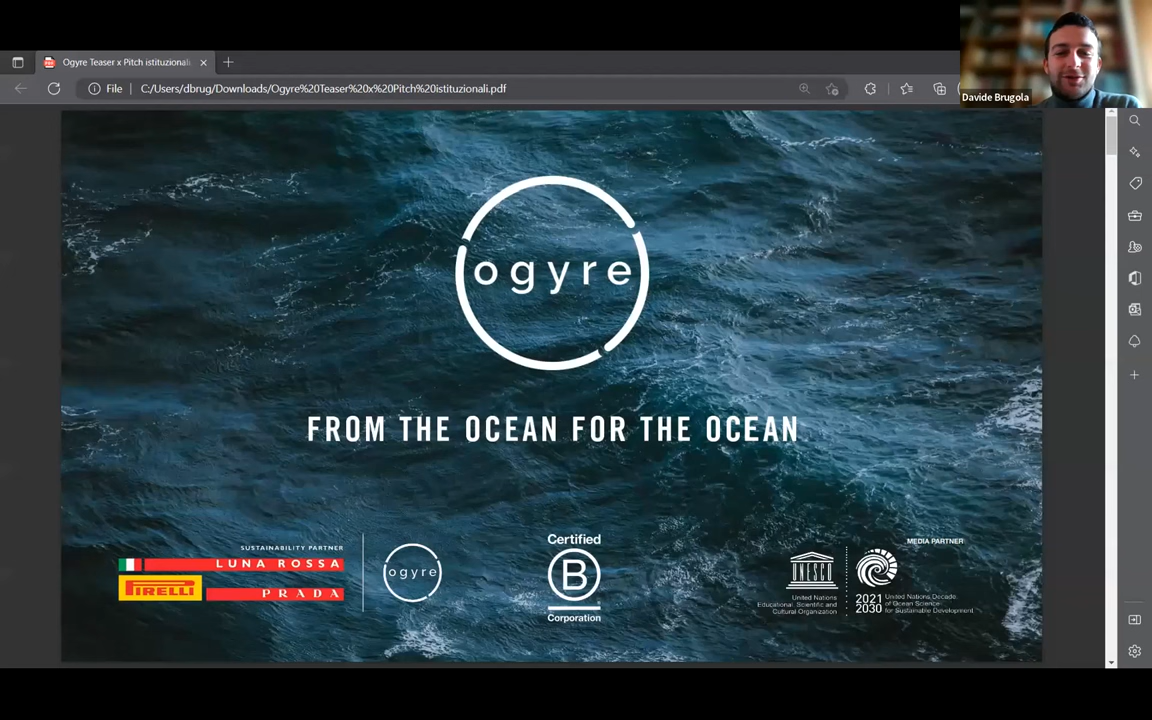 Ogyre Teaser x Pitch istituzionali
File
C:/Users/dbrug/Downloads/Ogyre%20Teaser%20x%20Pitch%20istituzionali.pdf
Davide Brugola
ogyre
FROM THE OCEAN FOR THE OCEAN
SUSTAINABILITY PARTNER
LUNA ROSSA
PIRELLI
PRADA
ogyre
Certified
B
Corporation
MEDIA PARTNER
UNESCO
United Nations
Educational, Scientific and
Cultural Organization
2021
2030
United Nations Decade
of Ocean Science
for Sustainable Development